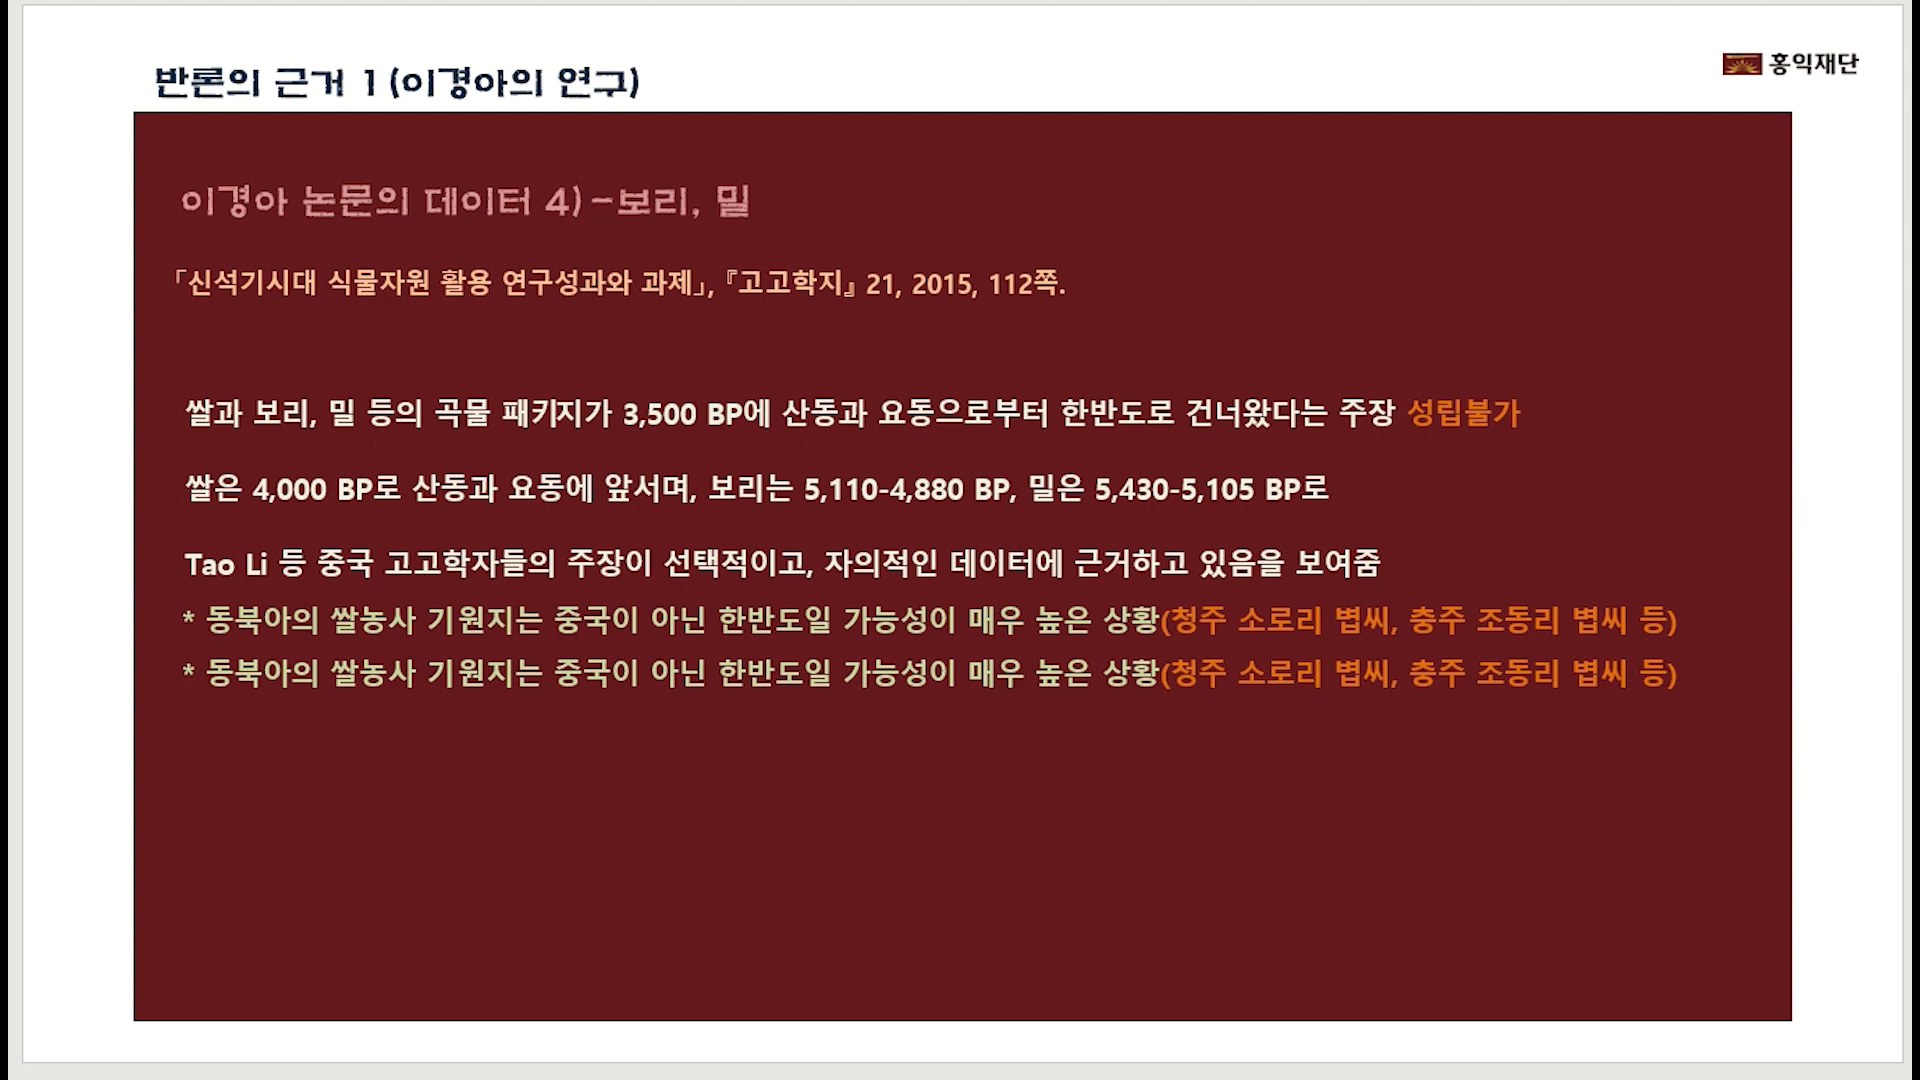 반론의 근거 1 (이경아의 연구)
홍익재단
이경아 논문의 데이터 4) -보리, 밀
「신석기시대 식물자원 활용 연구성과와 과제」, 『고고학지』 21, 2015, 112쪽.
쌀과 보리, 밀 등의 곡물 패키지가 3,500 BP에 산동과 요동으로부터 한반도로 건너왔다는 주장 성립불가
쌀은 4,000 BP로 산동과 요동에 앞서며, 보리는 5,110-4,880 BP, 밀은 5,430-5,105 BP로
Tao Li 등 중국 고고학자들의 주장이 선택적이고, 자의적인 데이터에 근거하고 있음을 보여줌
* 동북아의 쌀농사 기원지는 중국이 아닌 한반도일 가능성이 매우 높은 상황(청주 소로리 볍씨, 충주 조동리 볍씨 등)
* 동북아의 쌀농사 기원지는 중국이 아닌 한반도일 가능성이 매우 높은 상황(청주 소로리 볍씨, 충주 조동리 볍씨 등)